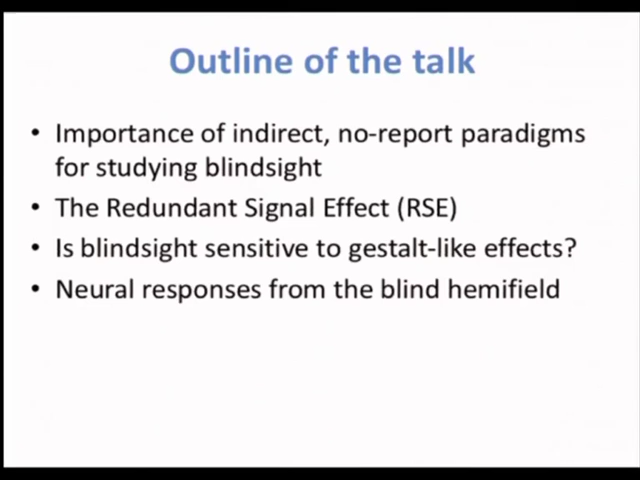 Outline of the talk
• Importance of indirect, no-report paradigms
for studying blindsight
• The Redundant Signal Effect (RSE)
• Is blindsight sensitive to gestalt-like effects?
• Neural responses from the blind hemifield